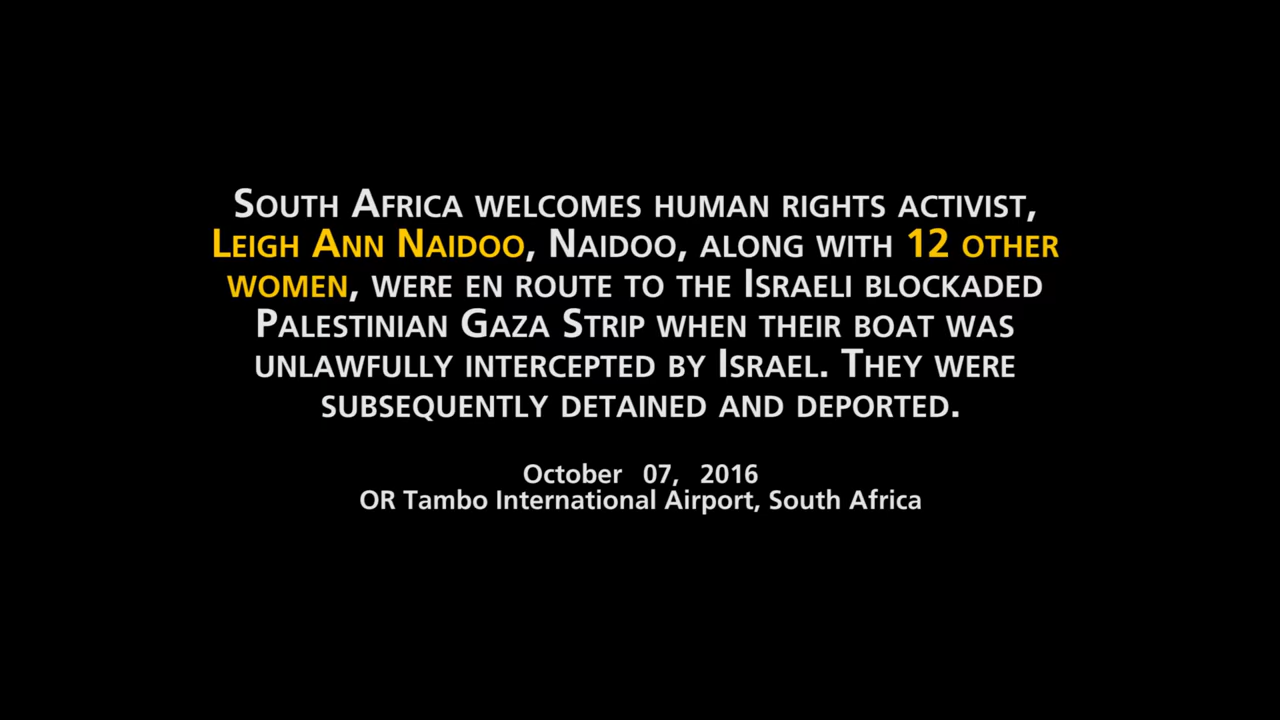 South Africa welcomes human rights activist,
Leigh Ann Naidoo, Naidoo, along with 12 other
women, were en route to the Israeli blockaded
Palestinian Gaza Strip when their boat was
unlawfully intercepted by Israel. They were
subsequently detained and deported.
October 07, 2016
OR Tambo International Airport, South Africa